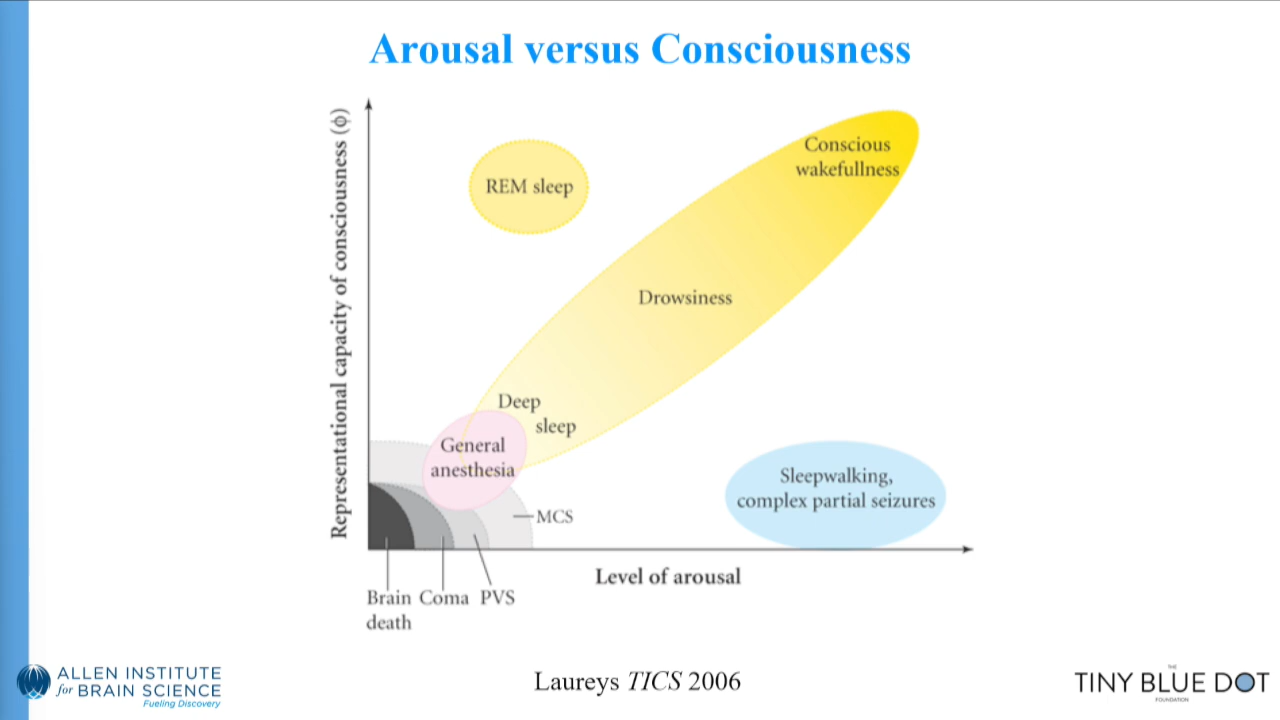 Arousal versus Consciousness
Representational capacity of consciousness (ϕ)
Conscious
wakefullness
REM sleep
Drowsiness
Deep
sleep
General
anesthesia
Sleepwalking,
complex partial seizures
MCS
Level of arousal
Brain
death
Coma
PVS
ALLEN INSTITUTE
for BRAIN SCIENCE
Fueling Discovery
Laureys TICS 2006
THE
TINY BLUE DOT
FOUNDATION